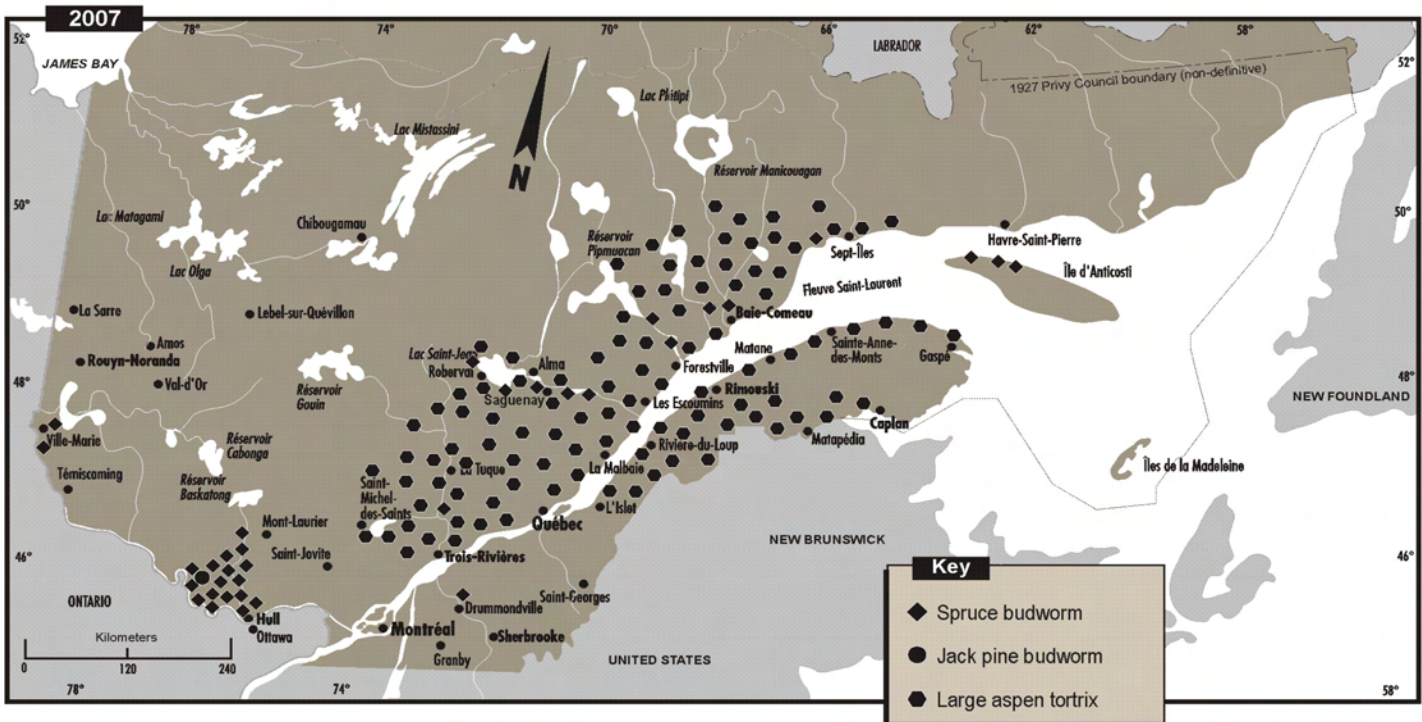 2007
52°
78°
74°
70°
66°
62°
58°
52°
JAMES BAY
LABRADOR
1927 Privy Council boundary (non-definitive)
Lac Plétipi
Lac Mistassini
N
Réservoir Manicouagan
50°
50°
Lac Matagami
Chibougamau
Réservoir
Pipmuacan
Sept-Îles
Havre-Saint-Pierre
Lac Olga
Île d'Anticosti
Fleuve Saint-Laurent
La Sarre
Lebel-sur-Quévillon
Baie-Comeau
Amos
Rouyn-Noranda
Lac Saint-Jean
Roberval
Alma
Matane
Sainte-Anne-
des-Monts
Gaspé
Forestville
48°
Val-d'Or
Réservoir
Gouin
Saguenay
Rimouski
48°
Les Escoumins
NEW FOUNDLAND
Caplan
Ville-Marie
Réservoir
Cabonga
Rivière-du-Loup
Matapédia
La Tuque
La Malbaie
Îles de la Madeleine
Témiscaming
Réservoir
Baskatong
Saint-
Michel-
des-Saints
L'Islet
Mont-Laurier
Québec
NEW BRUNSWICK
46°
Saint-Jovite
Trois-Rivières
46°
ONTARIO
Saint-Georges
Drummondville
Hull
Ottawa
Montréal
Sherbrooke
Granby
UNITED STATES
Kilometers
0
120
240
78°
74°
58°
Key
Spruce budworm
Jack pine budworm
Large aspen tortrix